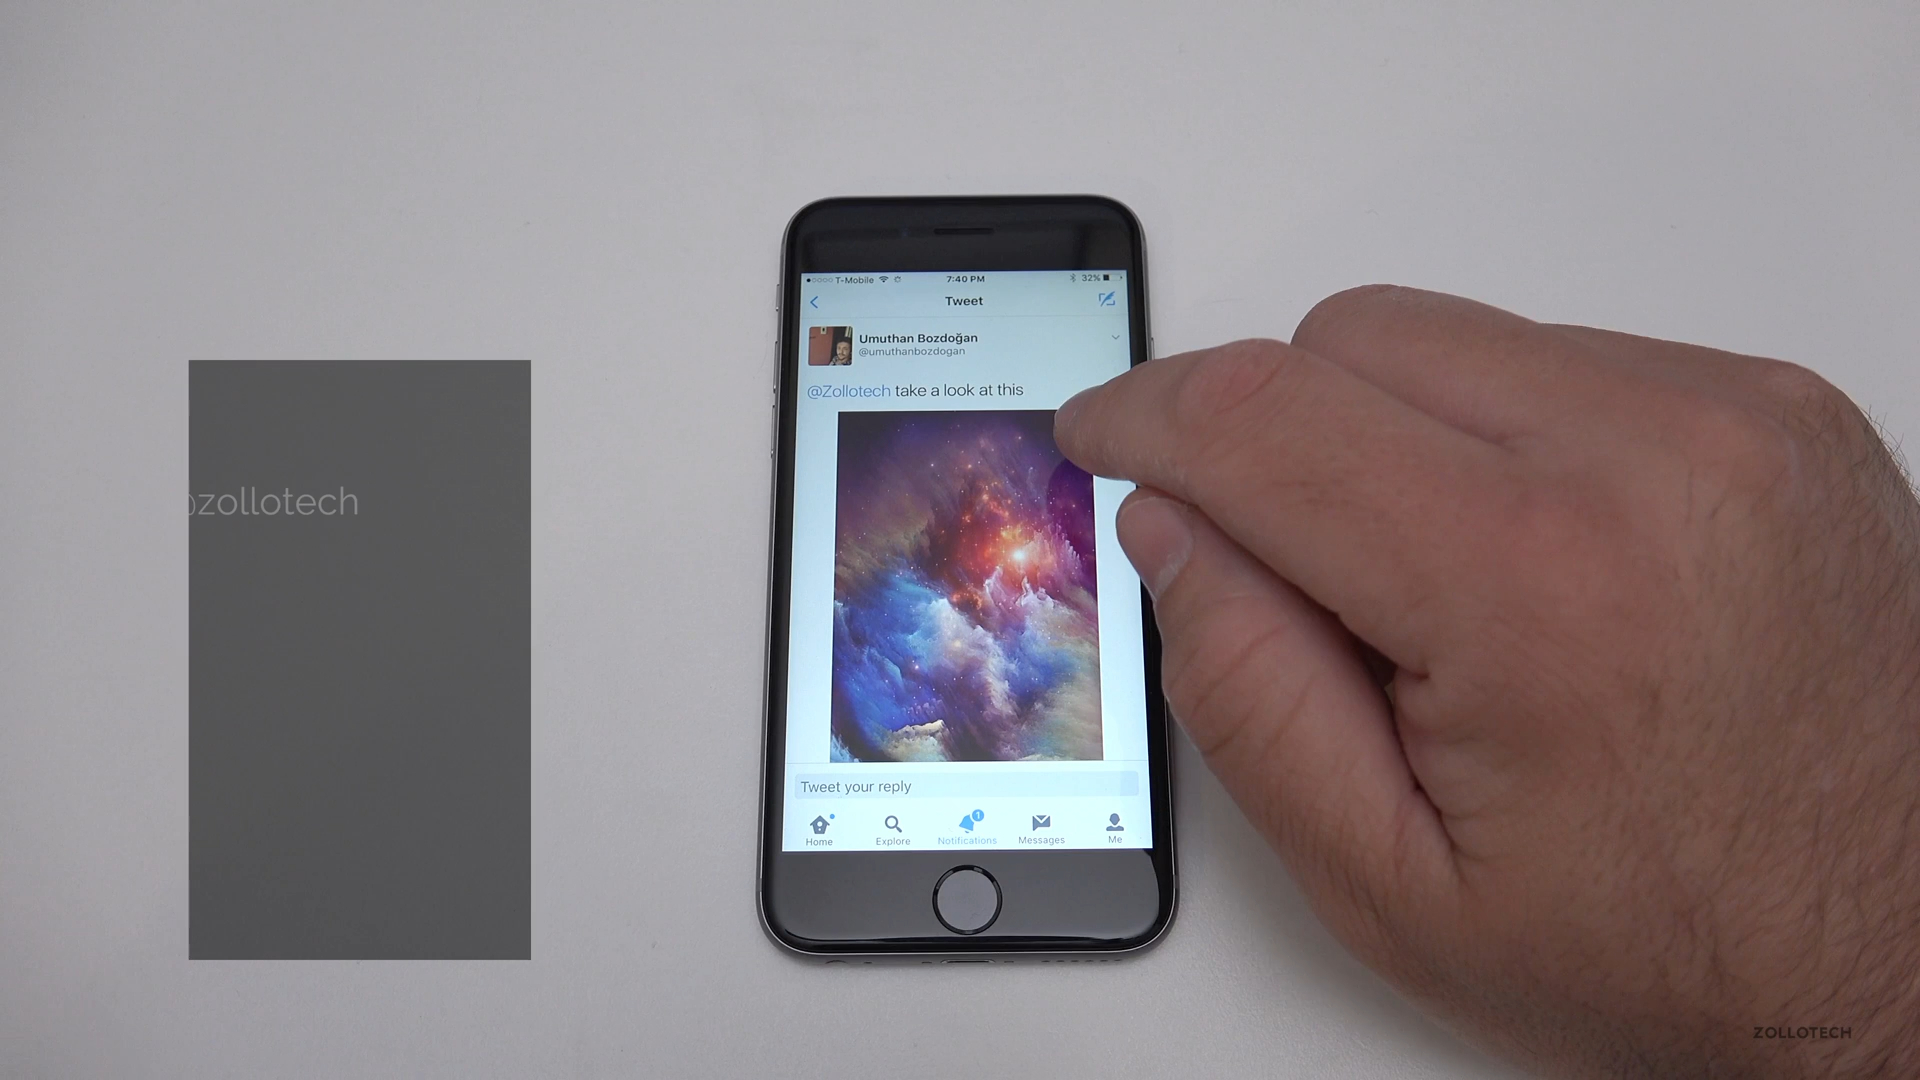 T-Mobile 7:40 PM 32%
Tweet
Umuthan Bozdoğan
@umuthanbozdogan
@Zollotech take a look at this
zollotech
Tweet your reply
1
Home Explore Notifications Messages Me
ZOLLOTECH